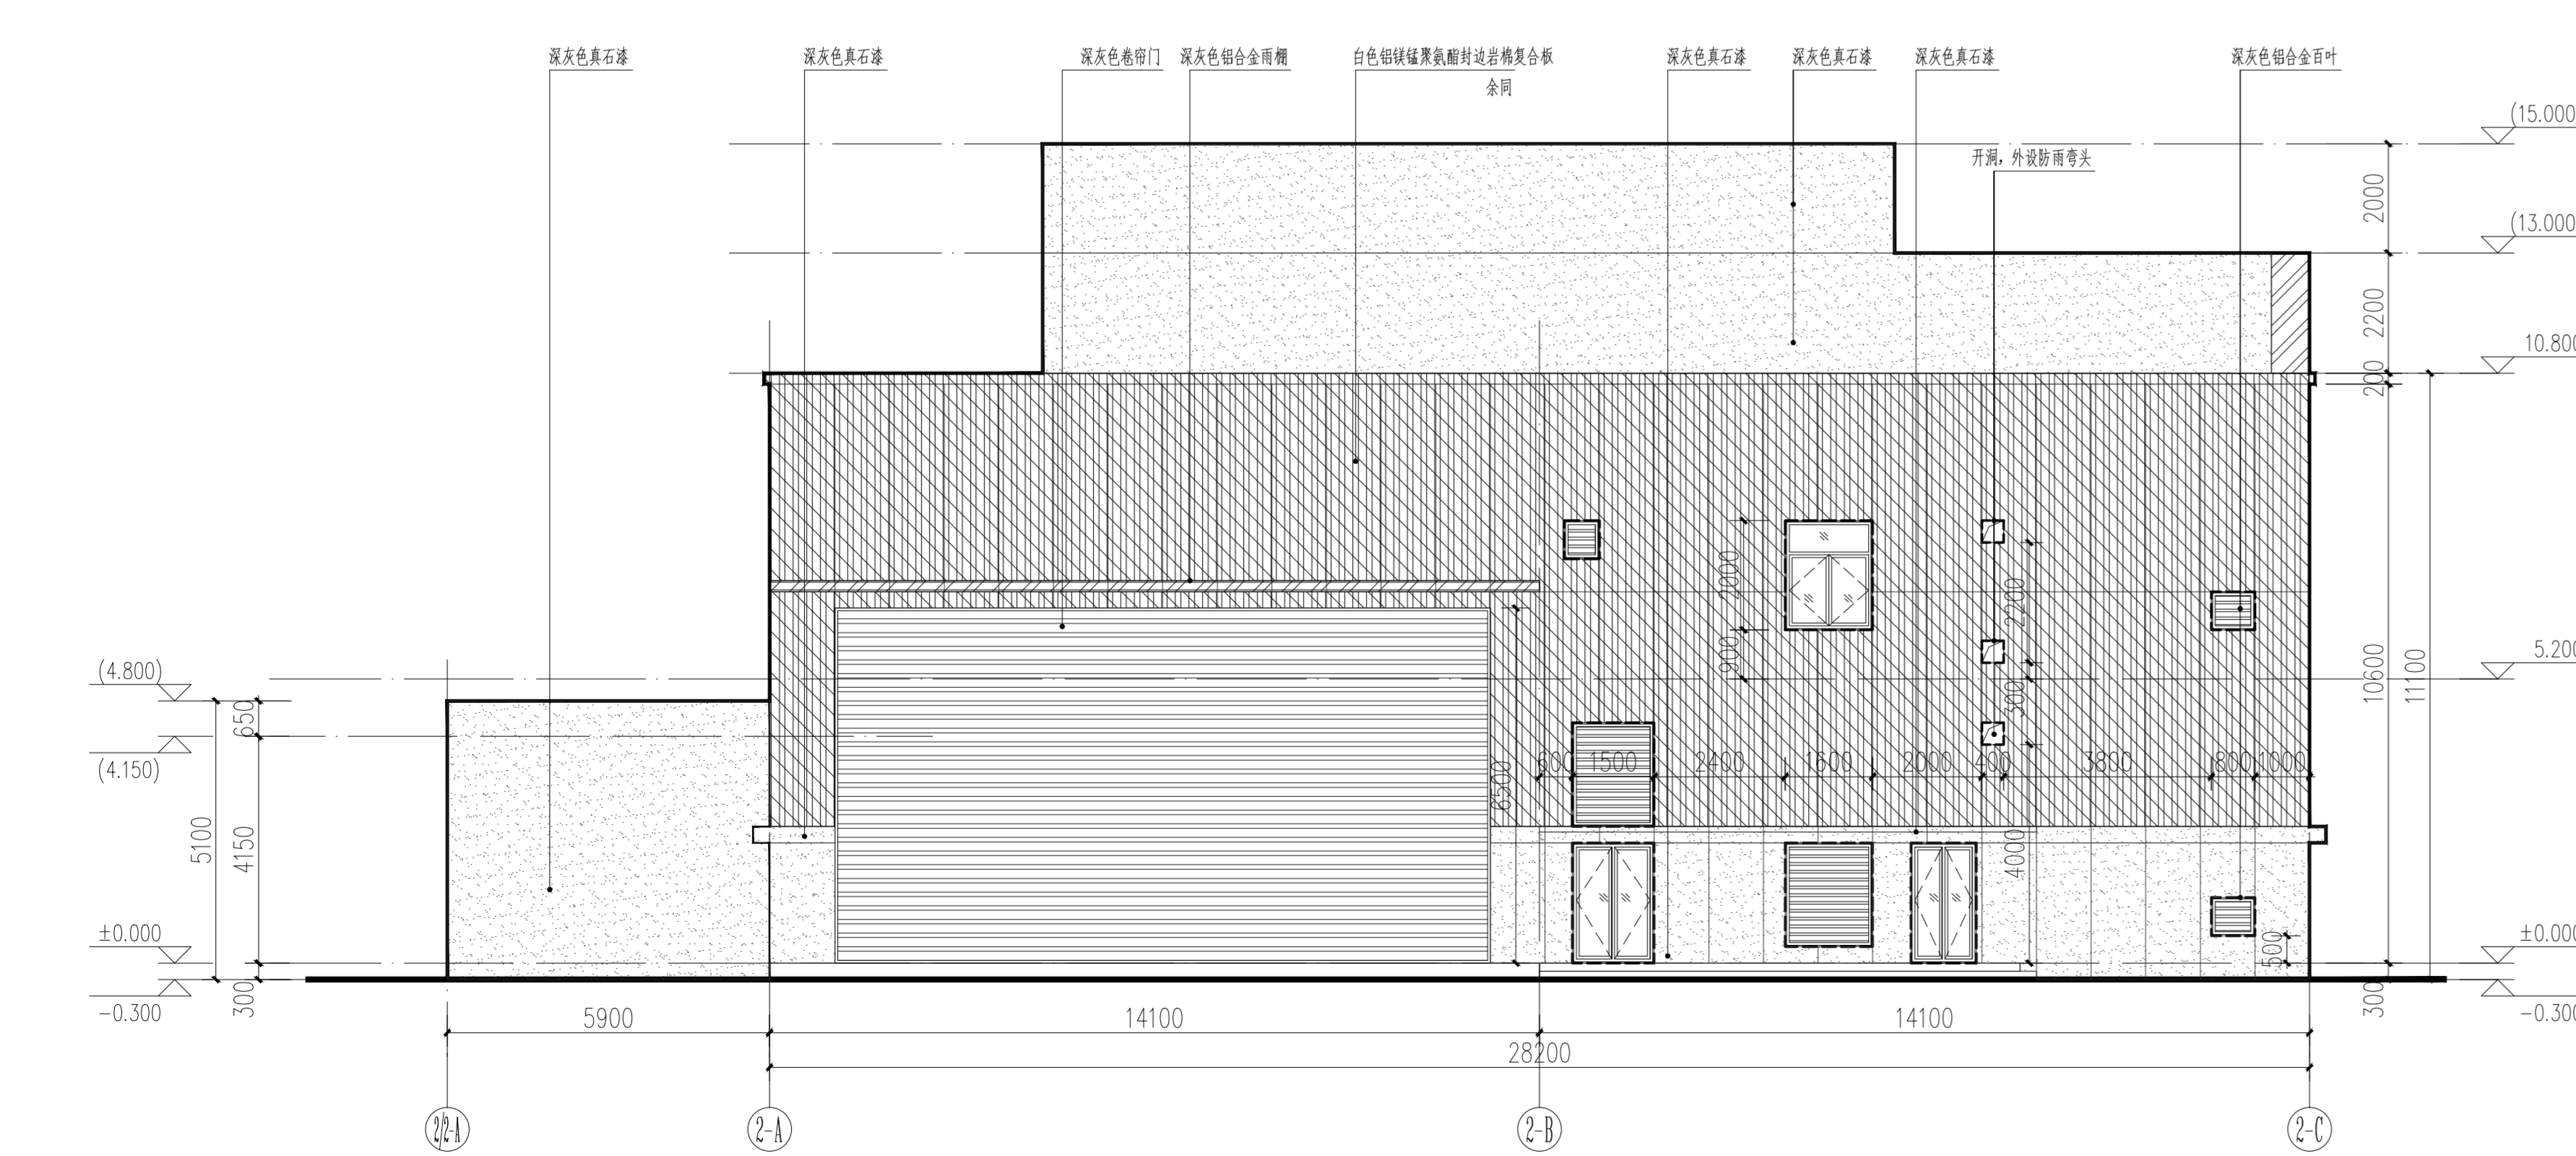 深灰色真石漆
深灰色真石漆
深灰色卷帘门
深灰色铝合金雨棚
白色铝镁锰聚氨酯封边岩棉复合板
余同
深灰色真石漆
深灰色真石漆
深灰色真石漆
深灰色铝合金百叶
(15.000
开洞，外设防雨弯头
2000
(13.000
2200
10.800
200
2000
2200
900
5.200
(4.800)
650
(4.150)
300
10600
11100
600
1500
2400
1600
2000
400
3800
800
1000
6500
5100
4150
4000
±0.000
500
±0.000
-0.300
300
300
-0.300
5900
14100
14100
28200
2/2-A
2-A
2-B
2-C